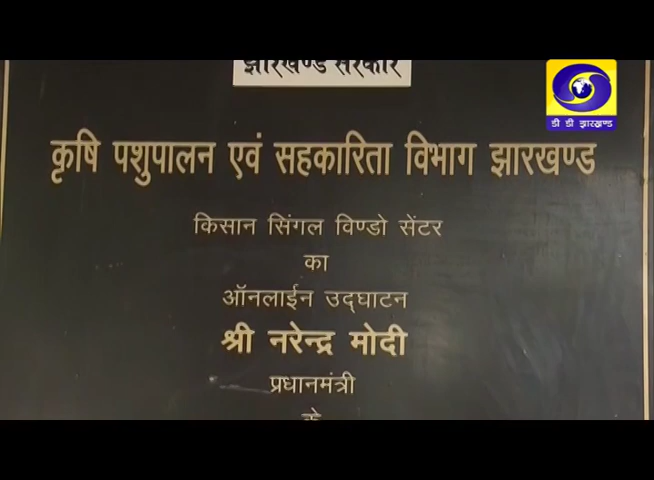 झारखण्ड सरकार
डी डी झारखण्ड
कृषि पशुपालन एवं सहकारिता विभाग झारखण्ड
किसान सिंगल विण्डो सेंटर
का
ऑनलाईन उद्घाटन
श्री नरेन्द्र मोदी
प्रधानमंत्री
के